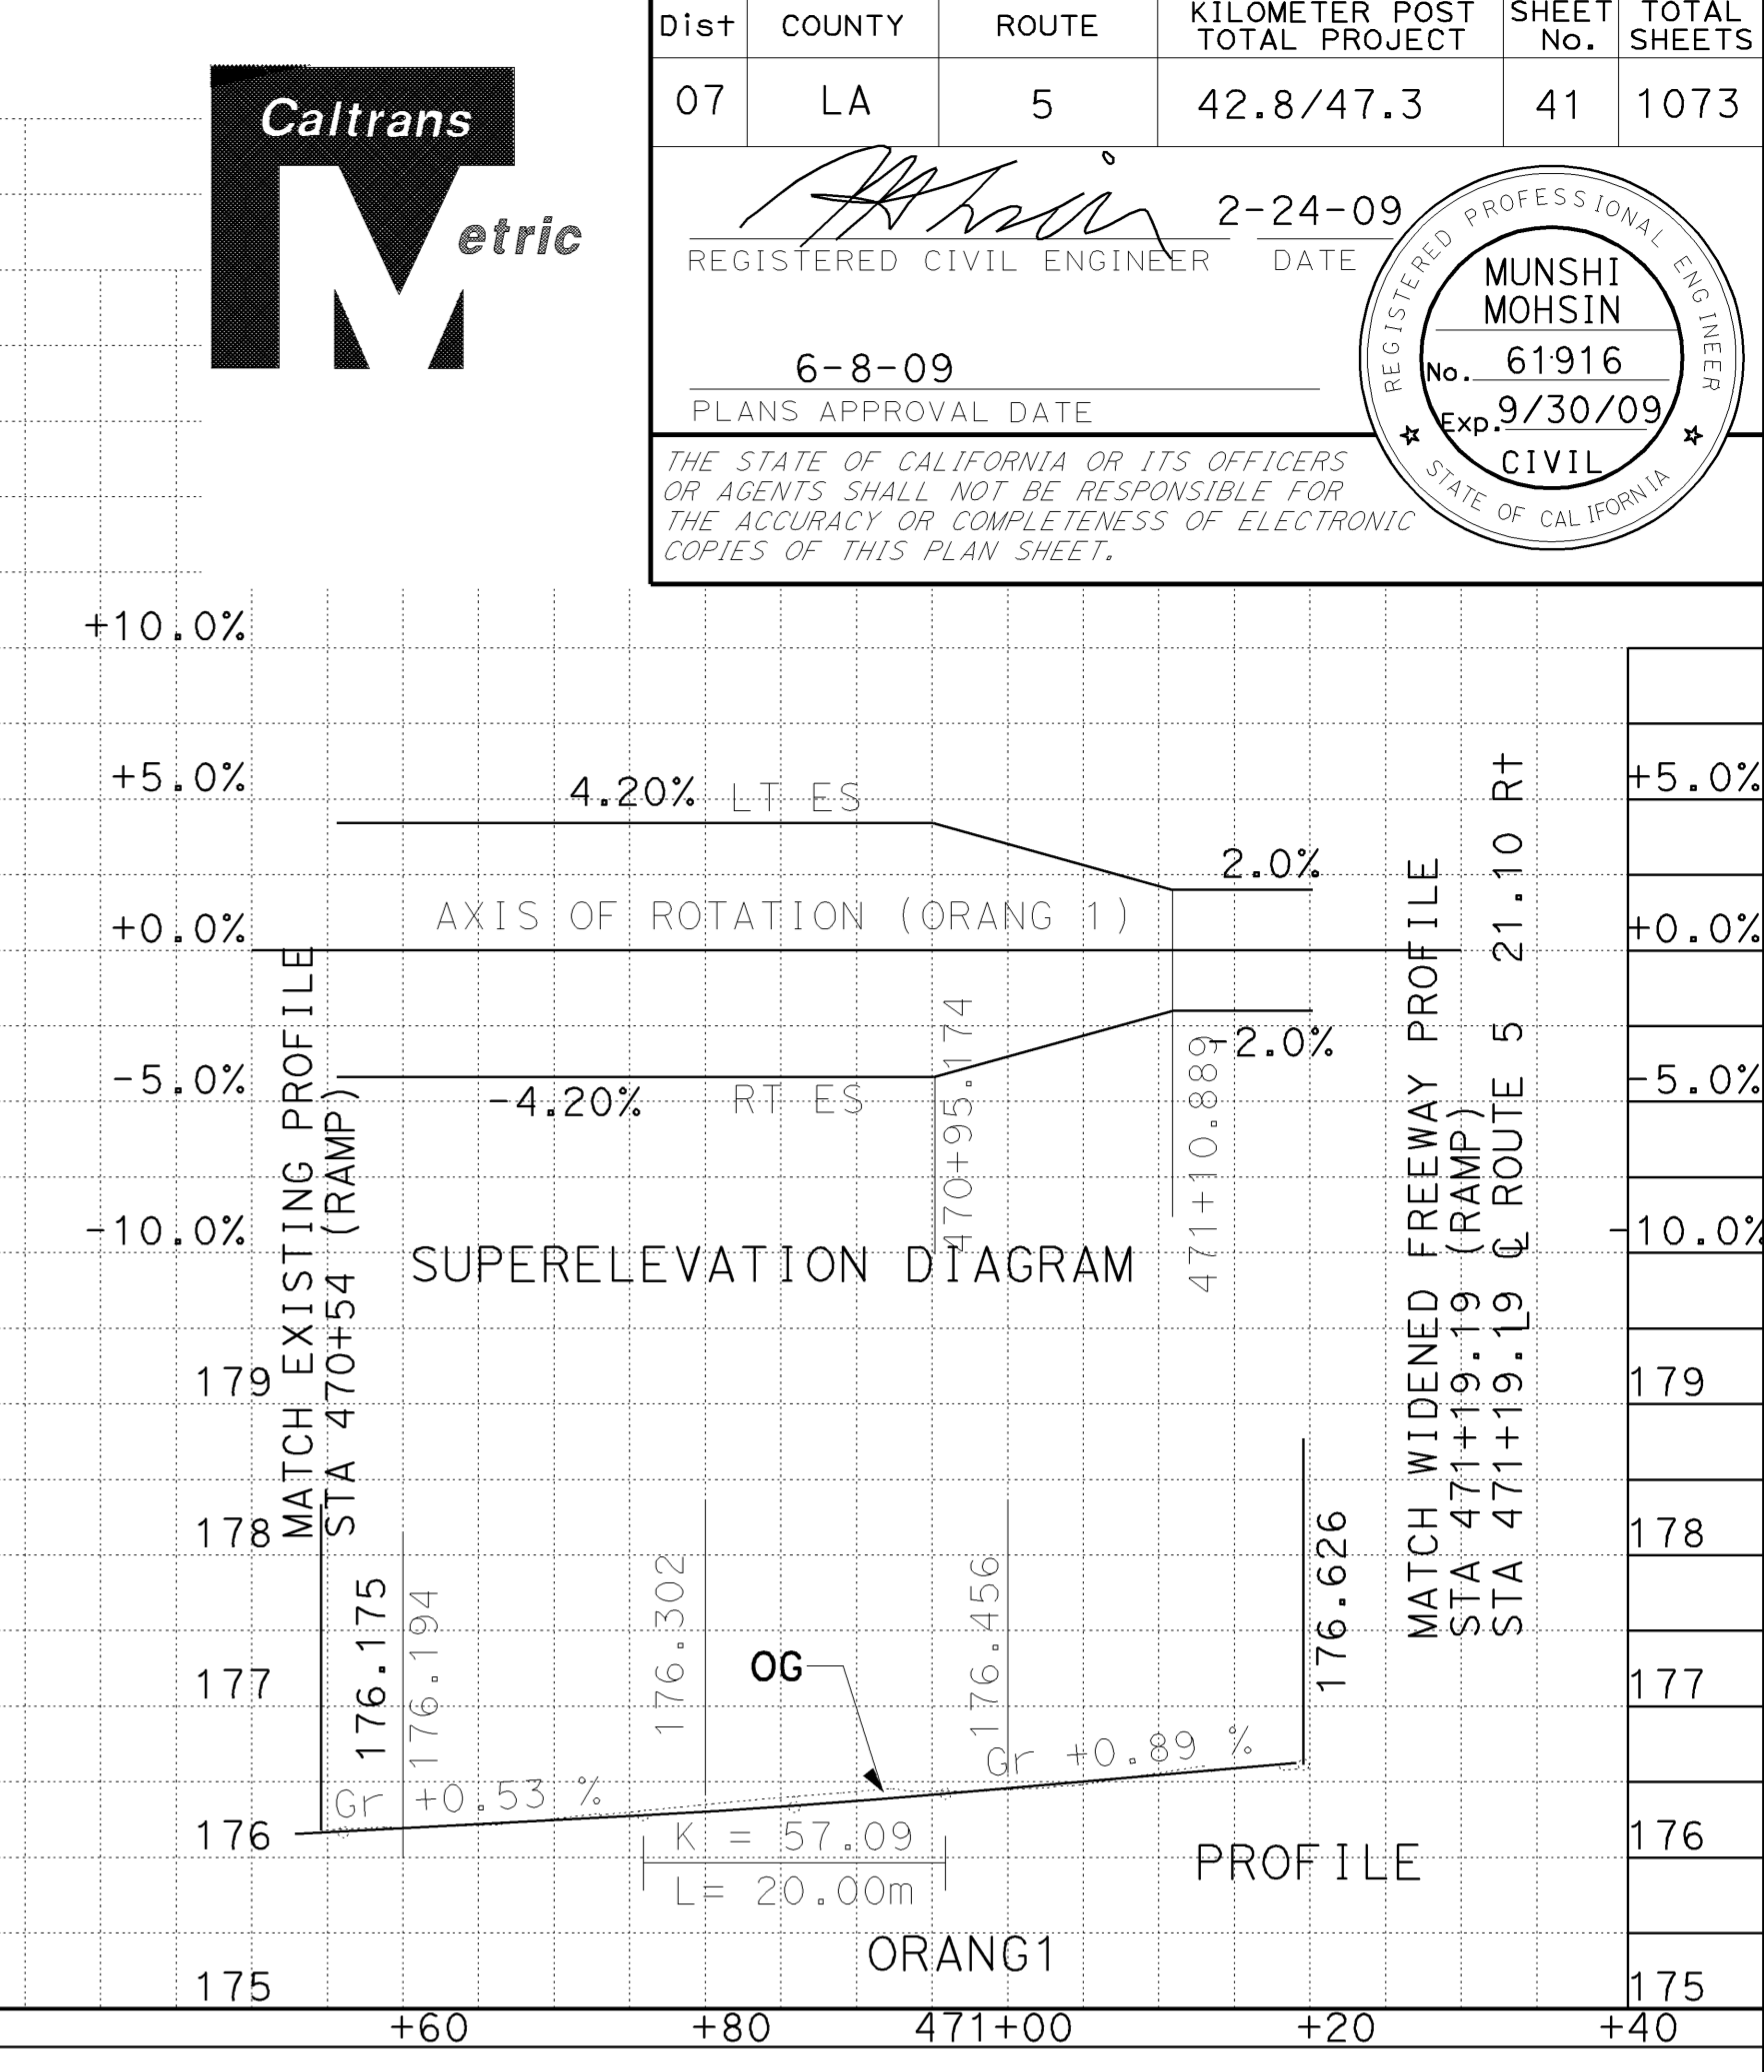 Dist COUNTY ROUTE KILOMETER POST TOTAL PROJECT SHEET No. TOTAL SHEETS
07 LA 5 42.8/47.3 41 1073
Caltrans
Metric
2-24-09
REGISTERED CIVIL ENGINEER DATE
6-8-09
PLANS APPROVAL DATE
REGISTERED PROFESSIONAL ENGINEER
MUNSHI
MOHSIN
No. 61916
Exp. 9/30/09
CIVIL
STATE OF CALIFORNIA
THE STATE OF CALIFORNIA OR ITS OFFICERS
OR AGENTS SHALL NOT BE RESPONSIBLE FOR
THE ACCURACY OR COMPLETENESS OF ELECTRONIC
COPIES OF THIS PLAN SHEET.
+10.0%
+5.0%
+0.0%
-5.0%
-10.0%
4.20% LT ES
2.0%
AXIS OF ROTATION (ORANG 1)
-2.0%
-4.20% RT ES
470+95.174
471+10.889
SUPERELEVATION DIAGRAM
+5.0%
+0.0%
-5.0%
-10.0%
MATCH EXISTING PROFILE
STA 470+54 (RAMP)
MATCH WIDENED FREEWAY PROFILE
STA 471+19.19 (RAMP)
STA 471+19.19 ℄ ROUTE 5 21.10 Rt
179
178
177
176
175
176.175
176.194
176.302
176.456
176.626
OG
Gr +0.53 %
Gr +0.89 %
K = 57.09
L= 20.00m
PROFILE
ORANG1
179
178
177
176
175
+60 +80 471+00 +20 +40